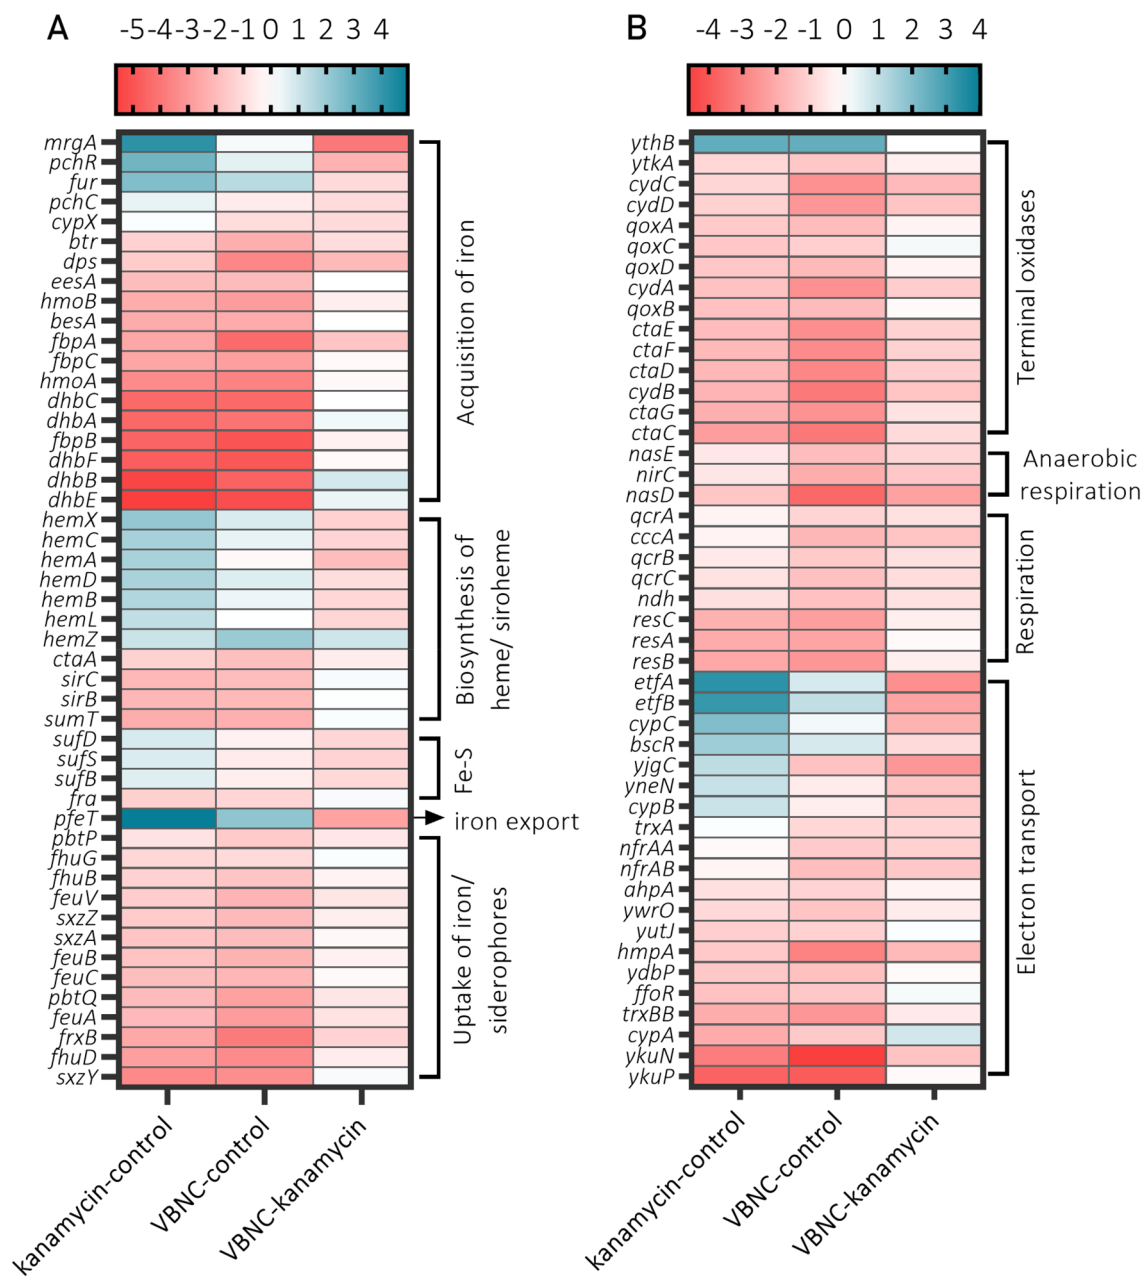 A
-5-4-3-2-1 0 1 2 3 4
mrgA
pchR
fur
pchC
cypX
btr
dps
eesA
hmoB
besA
fbpA
fbpC
hmoA
dhbC
dhbA
fbpB
dhbF
dhbB
dhbE
Acquisition of iron
hemX
hemC
hemA
hemD
hemB
hemL
hemZ
ctaA
sirC
sirB
sumT
Biosynthesis of
heme/ siroheme
sufD
sufS
sufB
fra
Fe-S
pfeT
iron export
pbtP
fhuG
fhuB
feuV
sxzZ
sxzA
feuB
feuC
pbtQ
feuA
frxB
fhuD
sxzY
Uptake of iron/
siderophores
kanamycin-control
VBNC-control
VBNC-kanamycin
B
-4 -3 -2 -1 0 1 2 3 4
ythB
ytkA
cydC
cydD
qoxA
qoxC
qoxD
cydA
qoxB
ctaE
ctaF
ctaD
cydB
ctaG
ctaC
Terminal oxidases
nasE
nirC
nasD
Anaerobic
respiration
qcrA
cccA
qcrB
qcrC
ndh
resC
resA
resB
Respiration
etfA
etfB
cypC
bscR
yjgC
yneN
cypB
trxA
nfrAA
nfrAB
ahpA
ywrO
yutJ
hmpA
ydbP
ffoR
trxBB
cypA
ykuN
ykuP
Electron transport
kanamycin-control
VBNC-control
VBNC-kanamycin